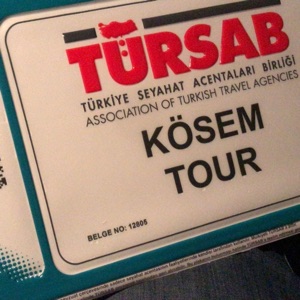 TÜRSAB
TÜRKİYE SEYAHAT ACENTALARI BİRLİĞİ
ASSOCIATION OF TURKISH TRAVEL AGENCIES
KÖSEM
TOUR
BELGE NO: 12805